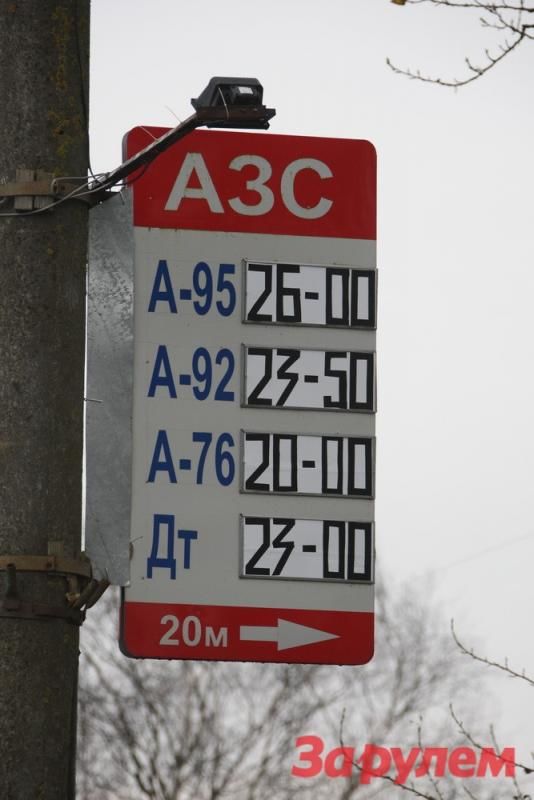 АЗС
А-95 26-00
А-92 23-50
А-76 20-00
Дт 23-00
20м
За рулем